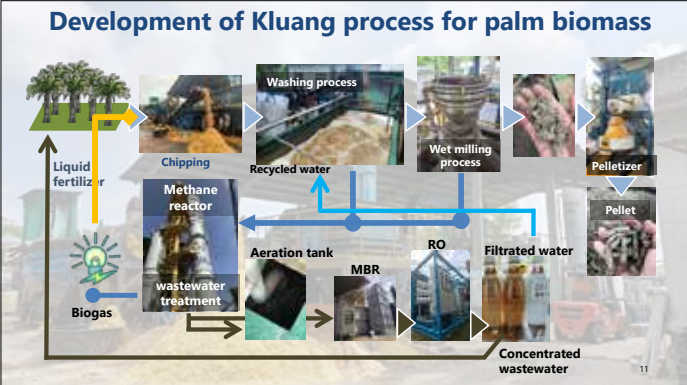 Development of Kluang process for palm biomass
Washing process
Chipping
Recycled water
Wet milling
process
Pelletizer
Pellet
Liquid
fertilizer
Methane
reactor
wastewater
treatment
Biogas
Aeration tank
MBR
RO
Filtrated water
Concentrated
wastewater
11